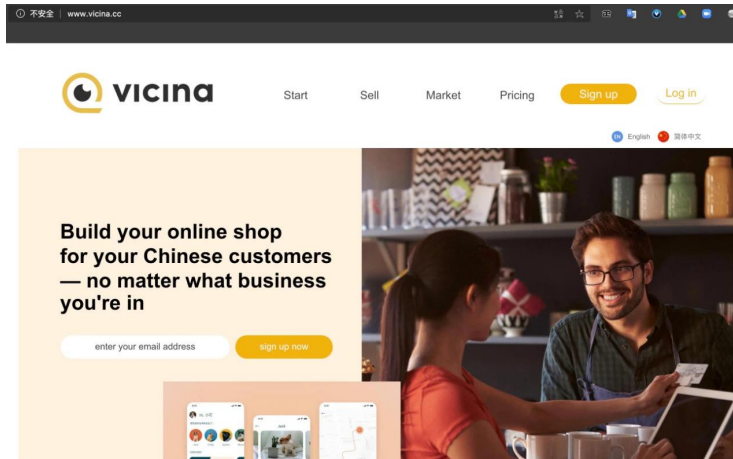 不安全 www.vicina.cc
vicina
Start Sell Market Pricing Sign up Log in
EN English 简体中文
Build your online shop
for your Chinese customers
— no matter what business
you're in
enter your email address sign up now